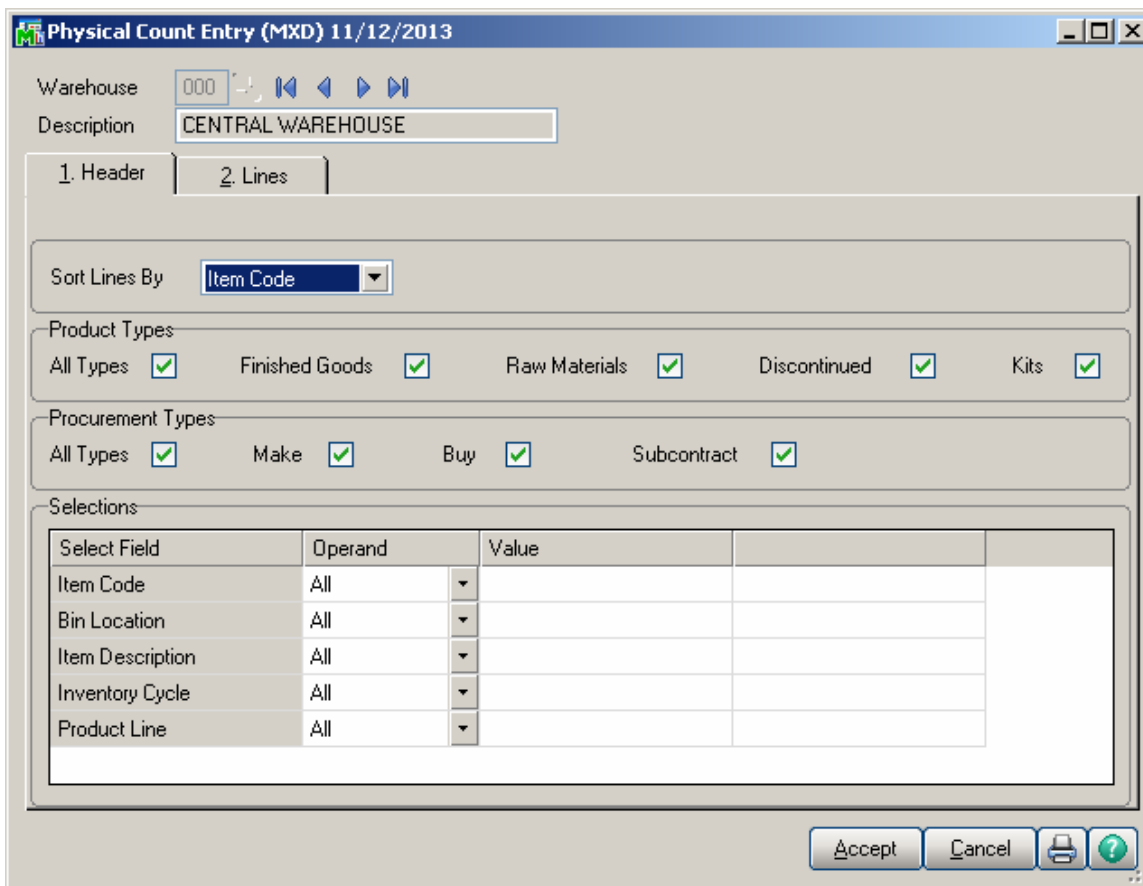 Physical Count Entry (MXD) 11/12/2013
Warehouse 000
Description CENTRAL WAREHOUSE
1. Header 2. Lines
Sort Lines By Item Code
Product Types
All Types Finished Goods Raw Materials Discontinued Kits
Procurement Types
All Types Make Buy Subcontract
Selections
Select Field Operand Value
Item Code All
Bin Location All
Item Description All
Inventory Cycle All
Product Line All
Accept Cancel ?